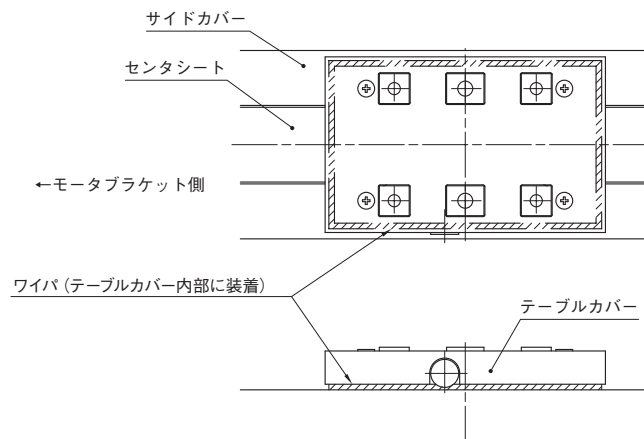 サイドカバー
センタシート
←モータブラケット側
ワイパ（テーブルカバー内部に装着）
テーブルカバー